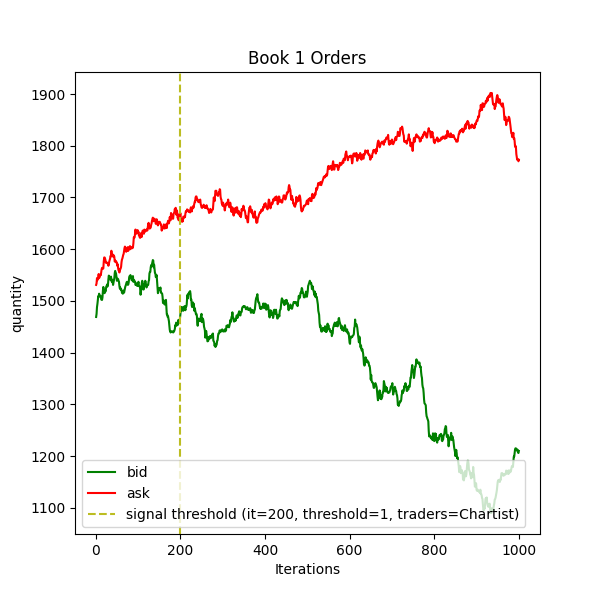 Book 1 Orders
1900
1800
1700
1600
1500
1400
1300
1200
1100
quantity
bid
ask
signal threshold (it=200, threshold=1, traders=Chartist)
0 200 400 600 800 1000
Iterations